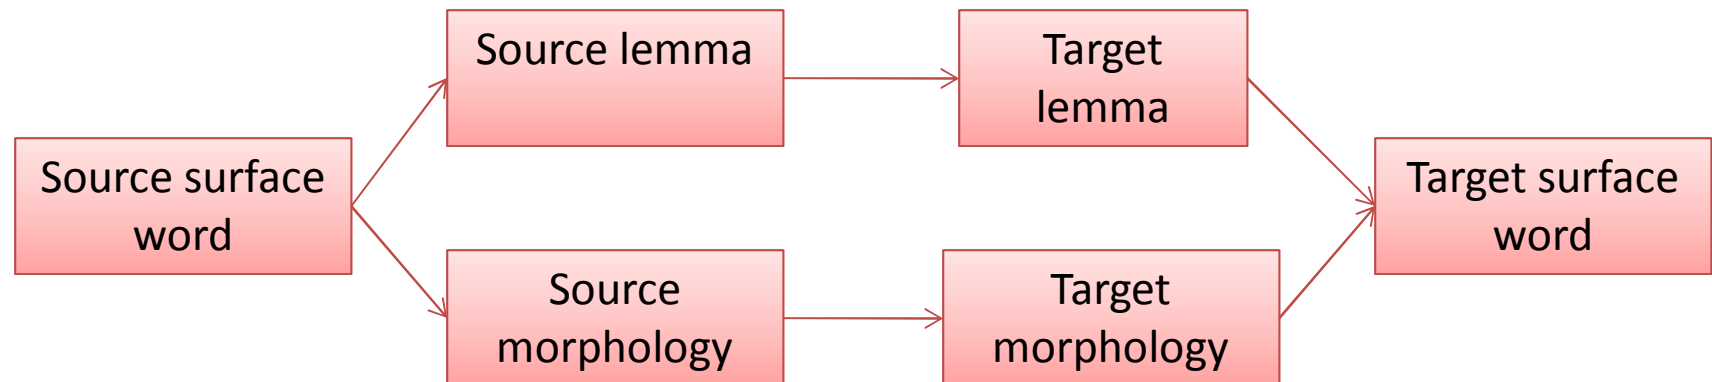 Source surface
word
Source lemma
Source
morphology
Target
lemma
Target
morphology
Target surface
word